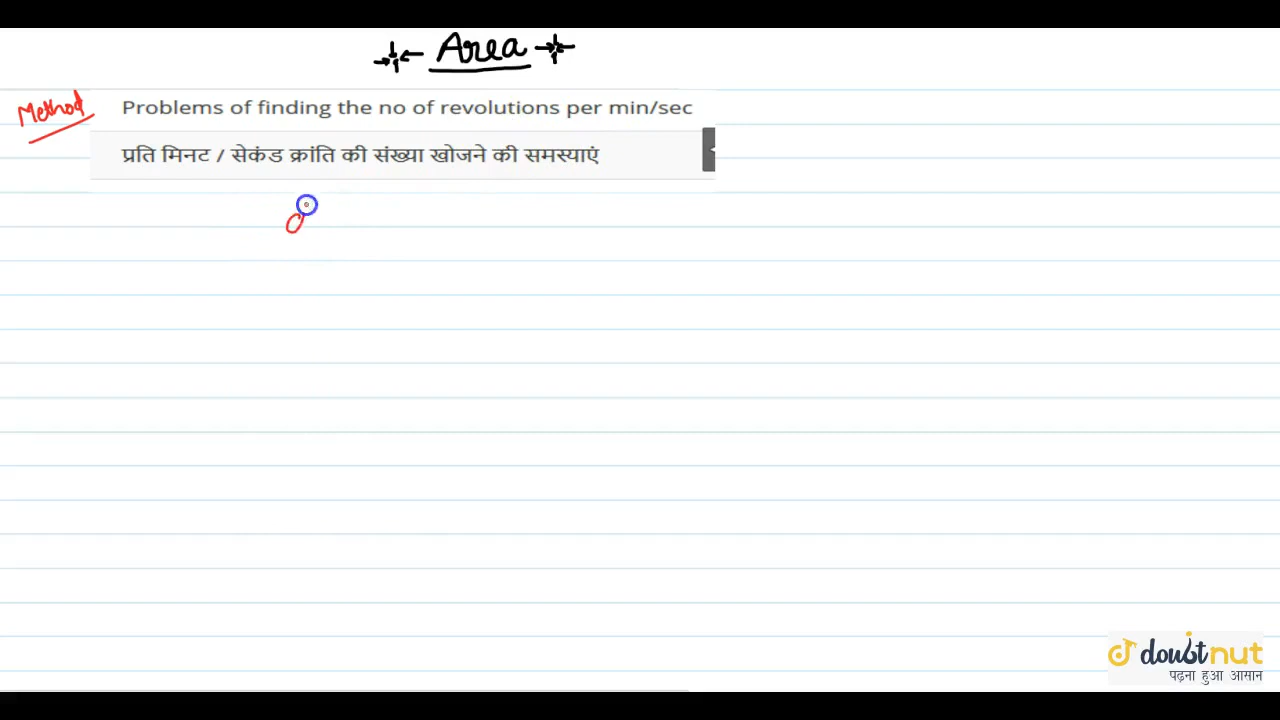 Area
Method
Problems of finding the no of revolutions per min/sec
प्रति मिनट / सेकंड क्रांति की संख्या खोजने की समस्याएं
doubtnut
पढ़ना हुआ आसान